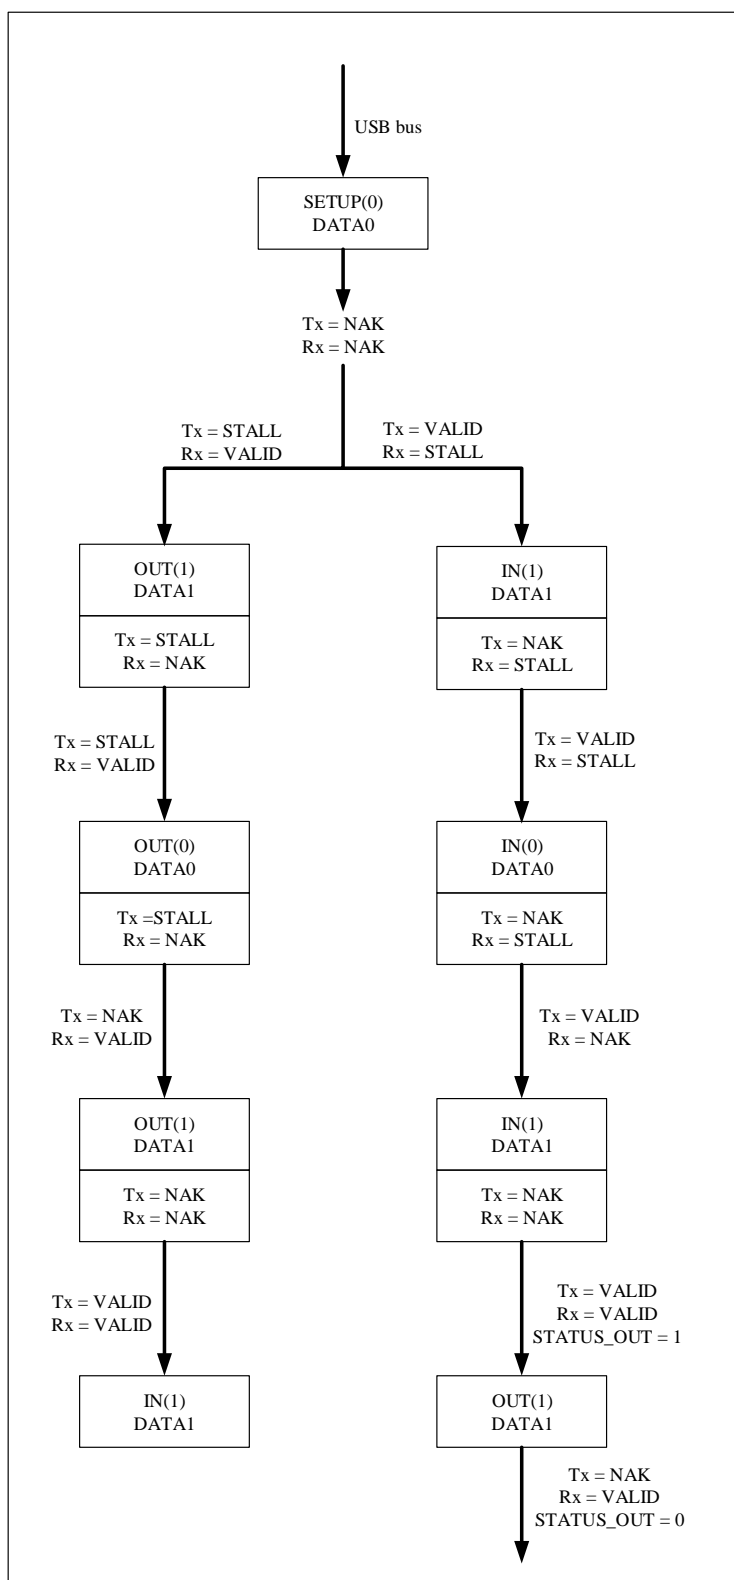 USB bus
SETUP(0)
DATA0
Tx = NAK
Rx = NAK
Tx = STALL
Rx = VALID
Tx = VALID
Rx = STALL
OUT(1)
DATA1
Tx = STALL
Rx = NAK
IN(1)
DATA1
Tx = NAK
Rx = STALL
Tx = STALL
Rx = VALID
Tx = VALID
Rx = STALL
OUT(0)
DATA0
Tx =STALL
Rx = NAK
IN(0)
DATA0
Tx = NAK
Rx = STALL
Tx = NAK
Rx = VALID
Tx = VALID
Rx = NAK
OUT(1)
DATA1
Tx = NAK
Rx = NAK
IN(1)
DATA1
Tx = NAK
Rx = NAK
Tx = VALID
Rx = VALID
Tx = VALID
Rx = VALID
STATUS_OUT = 1
IN(1)
DATA1
OUT(1)
DATA1
Tx = NAK
Rx = VALID
STATUS_OUT = 0